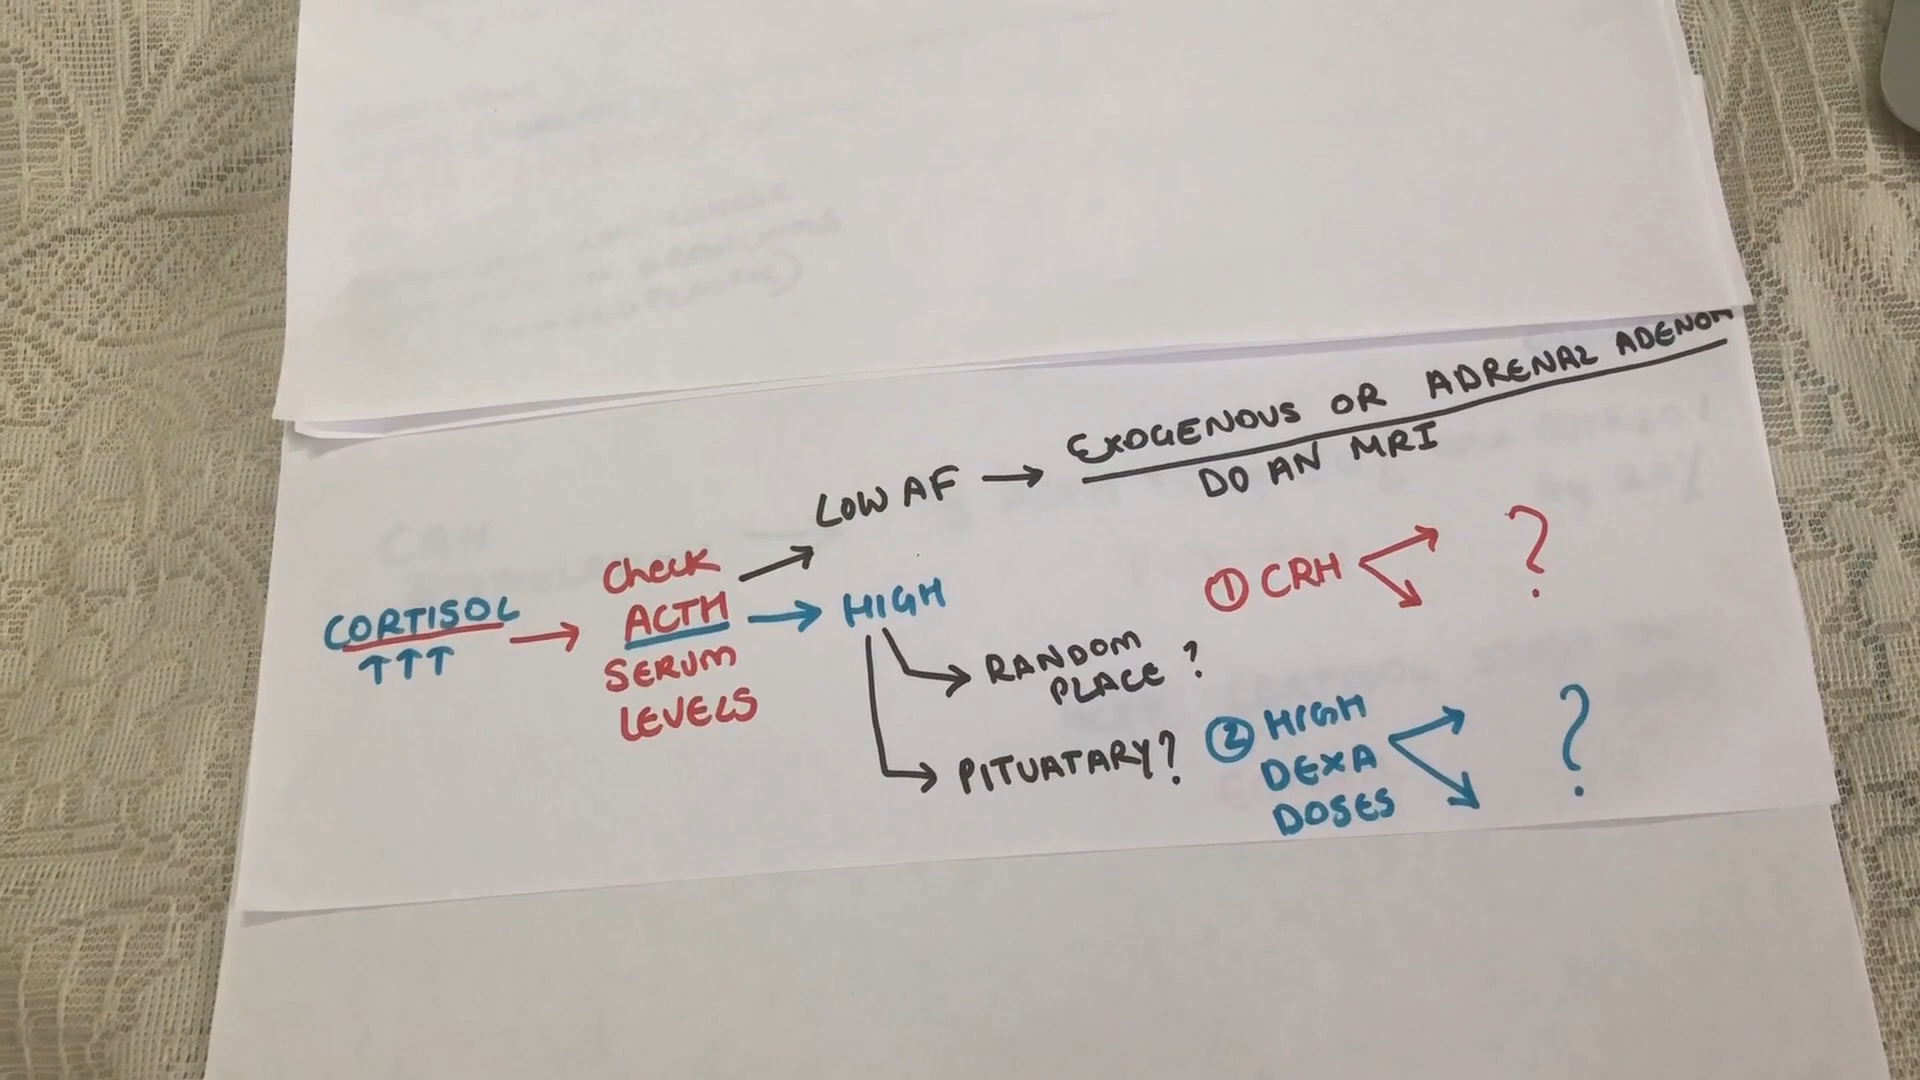 EXOGENOUS OR ADRENAL ADENOM
DO AN MRI
LOW AF
Check
ACTH
SERUM
LEVELS
CORTISOL
↑↑↑
HIGH
RANDOM
PLACE ?
PITUATARY?
① CRH ?
② HIGH
DEXA
DOSES
?